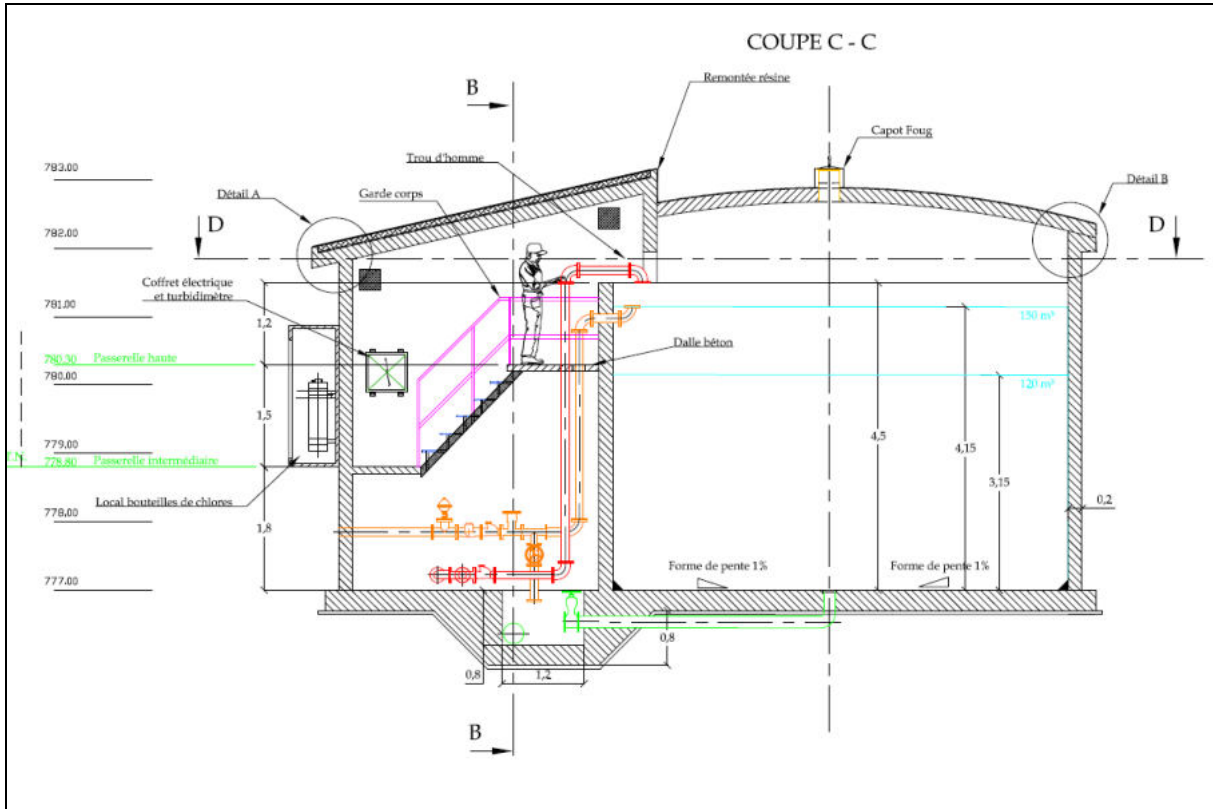 COUPE C - C
B
Remontée résine
Capot Foug
Trou d'homme
783.00
Détail A
Garde corps
Détail B
D
D
782.00
Coffret électrique
et turbidimètre
781.00
1,2
150 m³
780.30 Passerelle haute
Dalle béton
780.00
120 m³
1,5
4,5
4,15
779.00
778.80 Passerelle intermédiaire
3,15
Local bouteilles de chlores
778.00
0,2
1,8
Forme de pente 1%
Forme de pente 1%
777.00
0,8
0,8
1,2
B